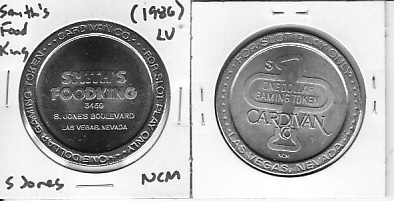 Smith's
Food
King
(1986)
LV
CARDIVAN CO.
FOR SLOT PLAY ONLY
ONE DOLLAR GAMING TOKEN
SMITH'S
FOODKING
3450
S. JONES BOULEVARD
LAS VEGAS, NEVADA
S Jones
NCM
FOR SLOT PLAY ONLY
$1
ONE DOLLAR
GAMING TOKEN
CARDIVAN
CO
NCM
LAS VEGAS, NEVADA